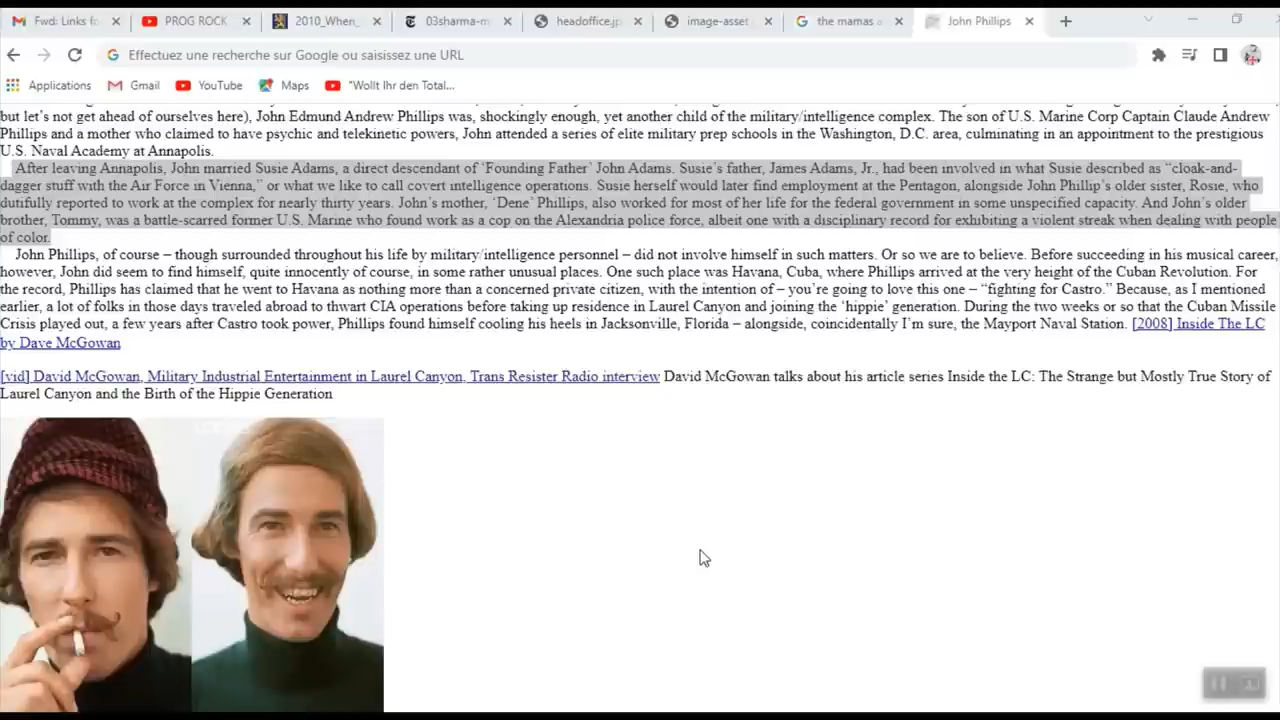 Fwd: Links fo
PROG ROCK
2010_When_
03sharma-m
headoffice.jp
image-asset
the mamas a
John Phillips
Effectuez une recherche sur Google ou saisissez une URL
Applications
Gmail
YouTube
Maps
"Wollt Ihr den Total...
but let's not get ahead of ourselves here), John Edmund Andrew Phillips was, shockingly enough, yet another child of the military/intelligence complex. The son of U.S. Marine Corp Captain Claude Andrew
Phillips and a mother who claimed to have psychic and telekinetic powers, John attended a series of elite military prep schools in the Washington, D.C. area, culminating in an appointment to the prestigious
U.S. Naval Academy at Annapolis.
After leaving Annapolis, John married Susie Adams, a direct descendant of ‘Founding Father’ John Adams. Susie’s father, James Adams, Jr., had been involved in what Susie described as “cloak-and-
dagger stuff with the Air Force in Vienna,” or what we like to call covert intelligence operations. Susie herself would later find employment at the Pentagon, alongside John Phillip’s older sister, Rosie, who
dutifully reported to work at the complex for nearly thirty years. John’s mother, ‘Dene’ Phillips, also worked for most of her life for the federal government in some unspecified capacity. And John’s older
brother, Tommy, was a battle-scarred former U.S. Marine who found work as a cop on the Alexandria police force, albeit one with a disciplinary record for exhibiting a violent streak when dealing with people
of color.
John Phillips, of course – though surrounded throughout his life by military/intelligence personnel – did not involve himself in such matters. Or so we are to believe. Before succeeding in his musical career,
however, John did seem to find himself, quite innocently of course, in some rather unusual places. One such place was Havana, Cuba, where Phillips arrived at the very height of the Cuban Revolution. For
the record, Phillips has claimed that he went to Havana as nothing more than a concerned private citizen, with the intention of – you’re going to love this one – “fighting for Castro.” Because, as I mentioned
earlier, a lot of folks in those days traveled abroad to thwart CIA operations before taking up residence in Laurel Canyon and joining the ‘hippie’ generation. During the two weeks or so that the Cuban Missile
Crisis played out, a few years after Castro took power, Phillips found himself cooling his heels in Jacksonville, Florida – alongside, coincidentally I’m sure, the Mayport Naval Station. [2008] Inside The LC
by Dave McGowan
[vid] David McGowan, Military Industrial Entertainment in Laurel Canyon, Trans Resister Radio interview David McGowan talks about his article series Inside the LC: The Strange but Mostly True Story of
Laurel Canyon and the Birth of the Hippie Generation